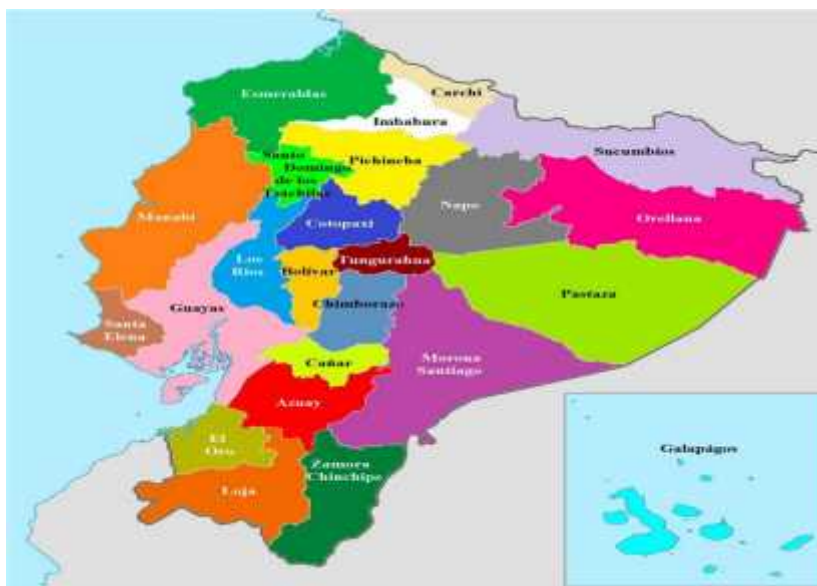 Esmeraldas
Carchi
Imbabura
Sucumbíos
Santo
Domingo
de los
Tsáchilas
Pichincha
Manabí
Napo
Orellana
Cotopaxi
Los
Ríos
Bolívar
Tungurahua
Pastaza
Guayas
Chimborazo
Santa
Elena
Cañar
Morona
Santiago
Azuay
El
Oro
Zamora
Chinchipe
Loja
Galapágos